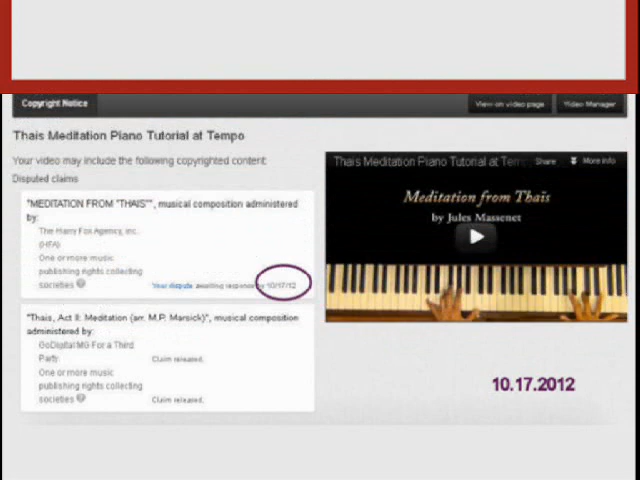 Copyright Notice
View on video page
Video Manager
Thais Meditation Piano Tutorial at Tempo
Your video may include the following copyrighted content:
Disputed claims
"MEDITATION FROM "THAIS"", musical composition administered
by:
The Harry Fox Agency, Inc.
(HFA)
One or more music
publishing rights collecting
societies
Your dispute awaiting response by 10/17/12
"Thais, Act II: Meditation (arr. M.P. Marsick)", musical composition
administered by:
GoDigital MG For a Third
Party
Claim released.
One or more music
publishing rights collecting
societies
Claim released.
Thais Meditation Piano Tutorial at Tem
Share
More info
Meditation from Thaïs
by Jules Massenet
10.17.2012